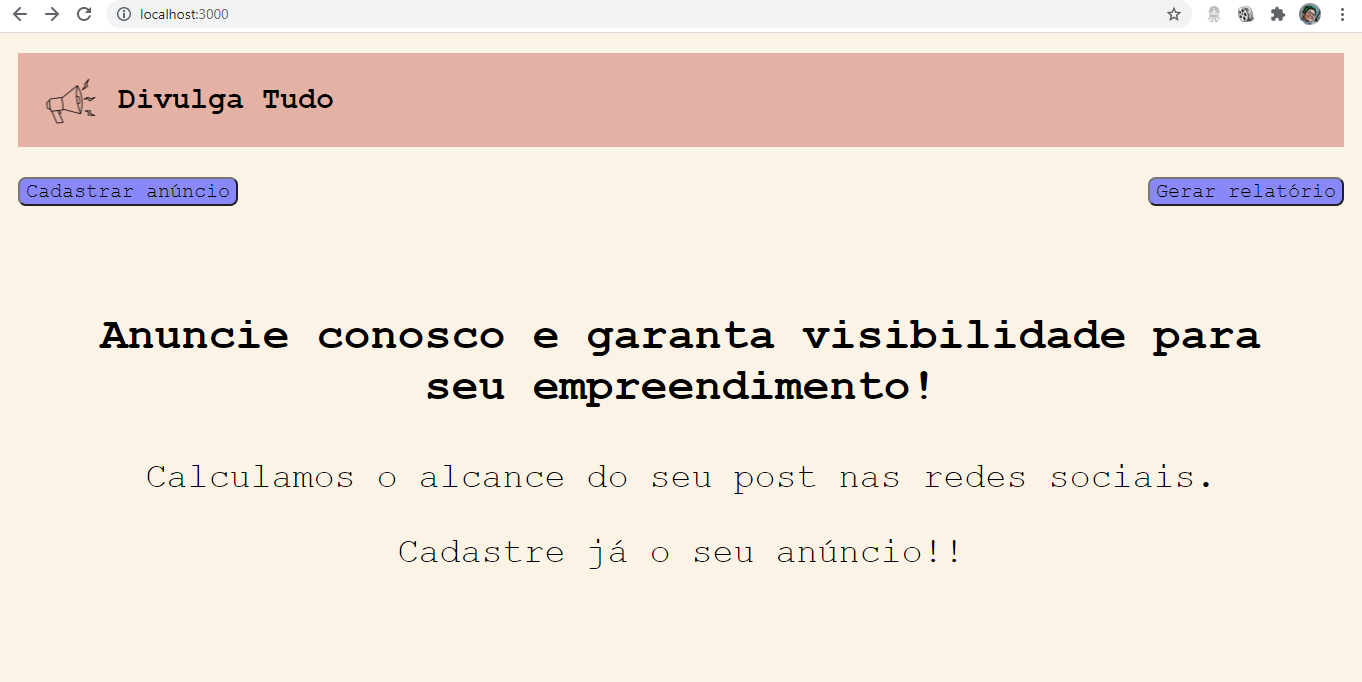 localhost:3000
Divulga Tudo
Cadastrar anúncio
Gerar relatório
Anuncie conosco e garanta visibilidade para
seu empreendimento!
Calculamos o alcance do seu post nas redes sociais.
Cadastre já o seu anúncio!!